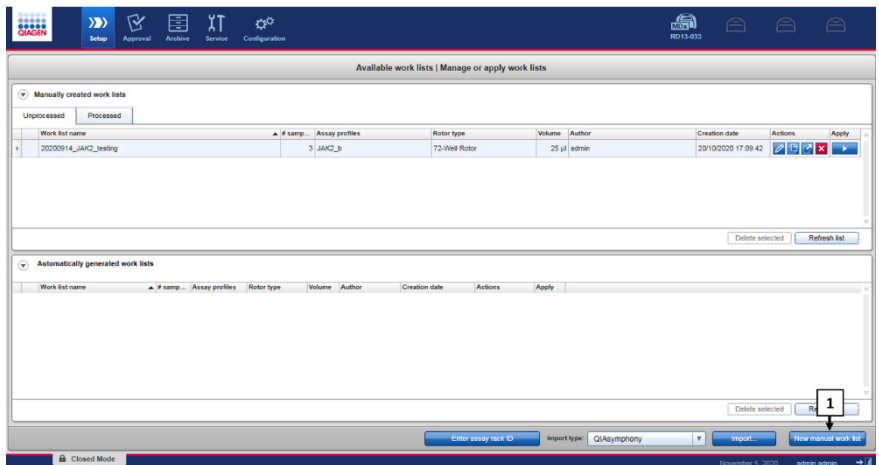 QIAGEN
Setup Approval Archive Service Configuration
MDx
RD13-033
Available work lists | Manage or apply work lists
Manually created work lists
Unprocessed Processed
Work list name # samp... Assay profiles Rotor type Volume Author Creation date Actions Apply
20200914_JAK2_testing 3 JAK2_b 72-Well Rotor 25 µl admin 20/10/2020 17:09:42
Delete selected Refresh list
Automatically generated work lists
Work list name # samp... Assay profiles Rotor type Volume Author Creation date Actions Apply
Delete selected
1
Enter assay rack ID Import type: QIAsymphony Import... New manual work list
Closed Mode November 5, 2020 admin admin